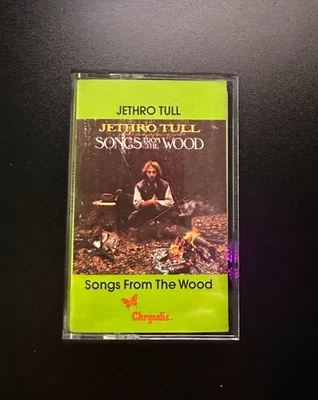 JETHRO TULL
JETHRO TULL
SONGS FROM THE WOOD
Songs From The Wood
Chrysalis